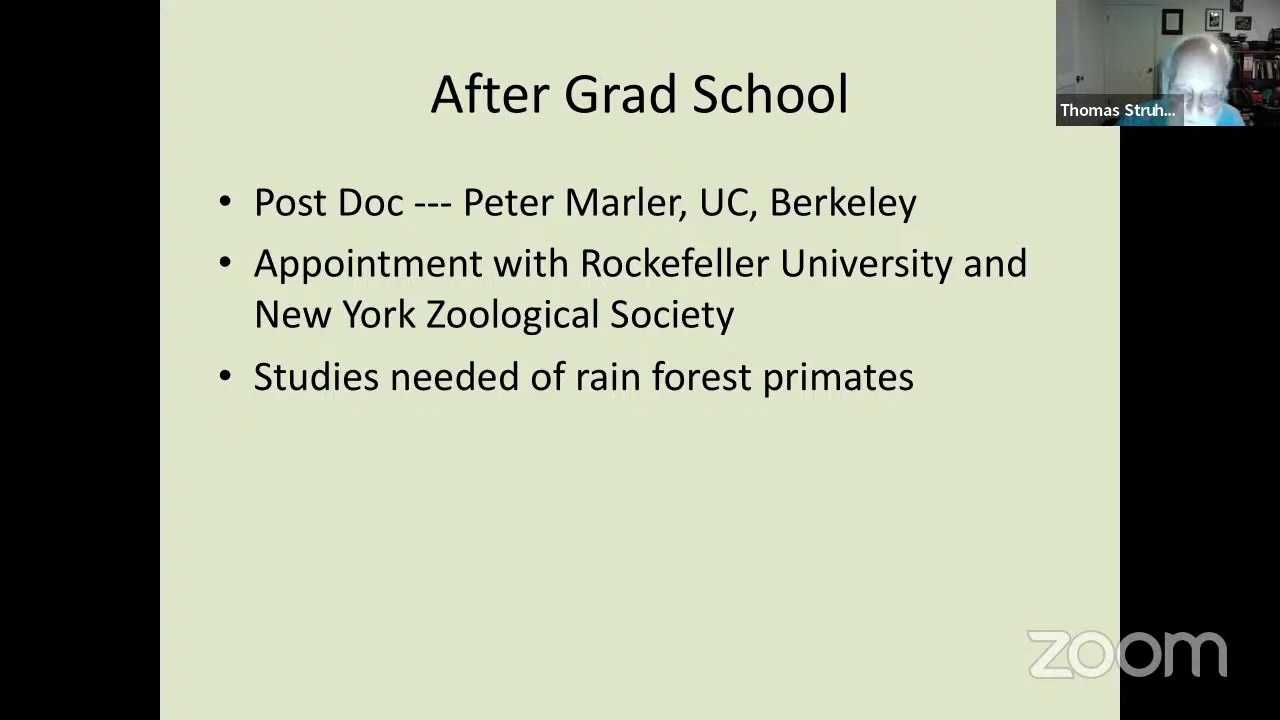 After Grad School
Thomas Struh...
• Post Doc --- Peter Marler, UC, Berkeley
• Appointment with Rockefeller University and
New York Zoological Society
• Studies needed of rain forest primates
zoom